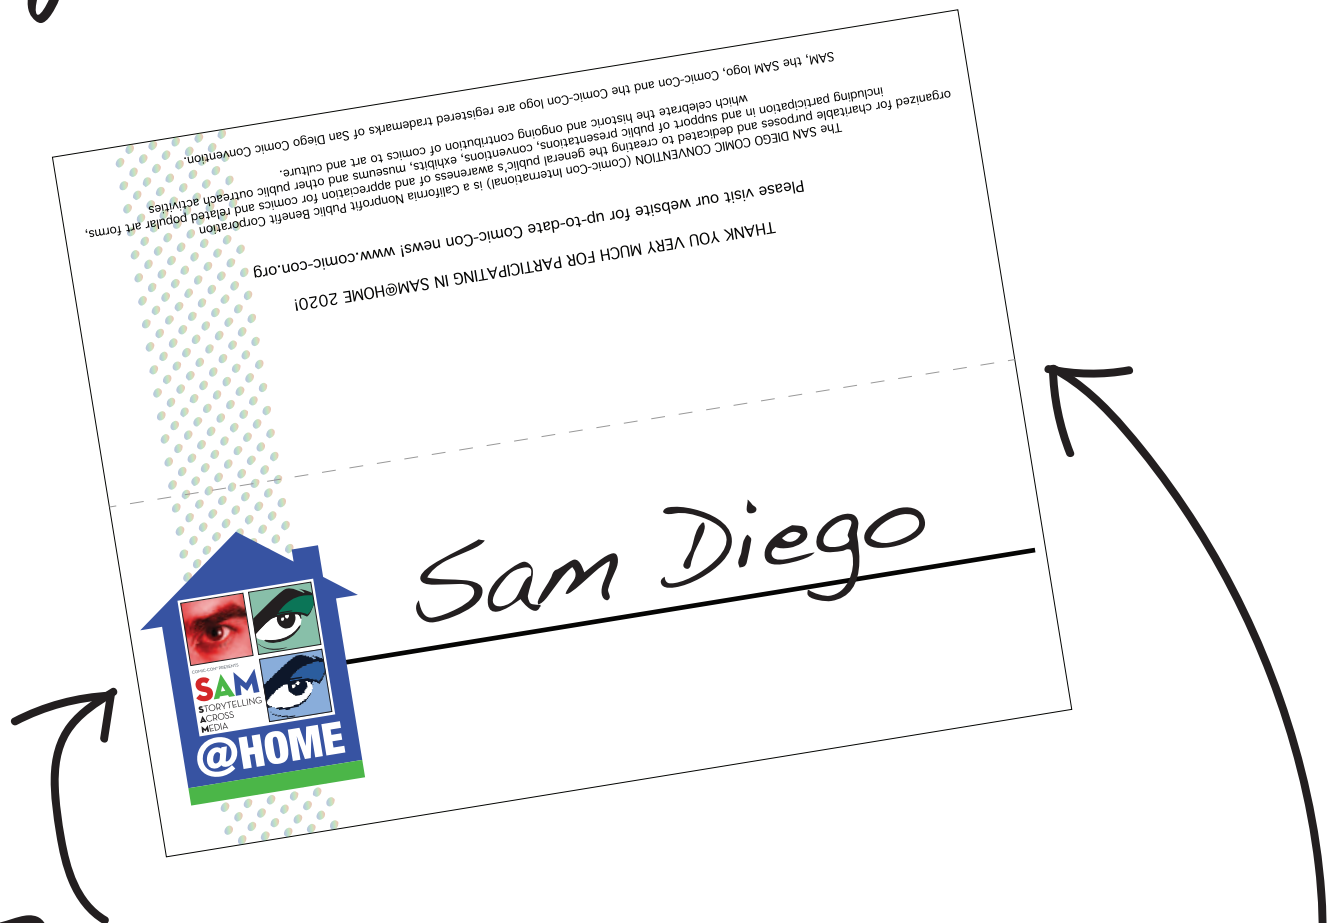 THANK YOU VERY MUCH FOR PARTICIPATING IN SAM@HOME 2020!
Please visit our website for up-to-date Comic-Con news! www.comic-con.org
The SAN DIEGO COMIC CONVENTION (Comic-Con International) is a California Nonprofit Public Benefit Corporation
organized for charitable purposes and dedicated to creating the general public's awareness of and appreciation for comics and related popular art forms,
including participation in and support of public presentations, conventions, exhibits, museums and other public outreach activities
which celebrate the historic and ongoing contribution of comics to art and culture.
SAM, the SAM logo, Comic-Con and the Comic-Con logo are registered trademarks of San Diego Comic Convention.
Sam Diego
COMIC-CON® PRESENTS
SAM
STORYTELLING
ACROSS
MEDIA
@HOME